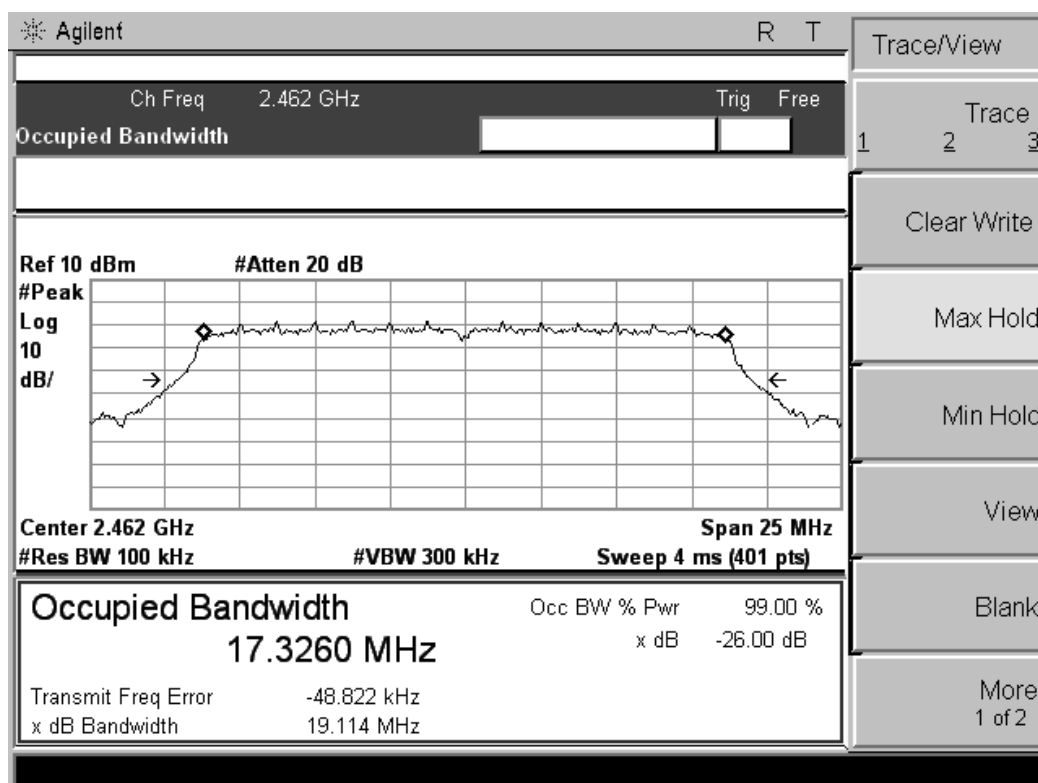 Agilent R T
Trace/View
Ch Freq 2.462 GHz Trig Free
Occupied Bandwidth
Trace
1 2 3
Clear Write
Ref 10 dBm #Atten 20 dB
#Peak
Log
10
dB/
Max Hold
Min Hold
Center 2.462 GHz Span 25 MHz
#Res BW 100 kHz #VBW 300 kHz Sweep 4 ms (401 pts)
View
Occupied Bandwidth
17.3260 MHz
Occ BW % Pwr 99.00 %
x dB -26.00 dB
Transmit Freq Error -48.822 kHz
x dB Bandwidth 19.114 MHz
Blank
More
1 of 2